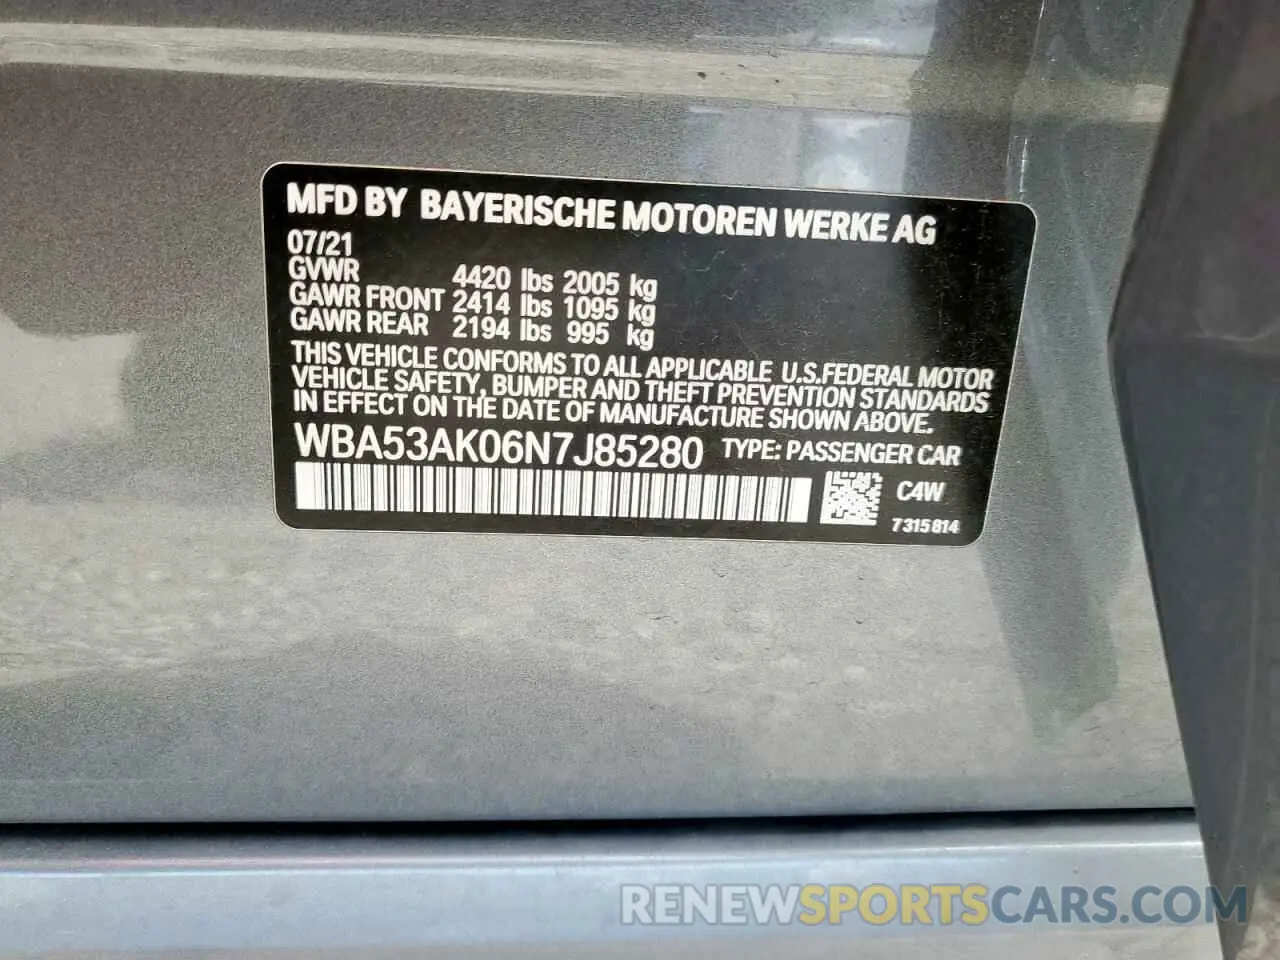 MFD BY BAYERISCHE MOTOREN WERKE AG
07/21
GVWR 4420 lbs 2005 kg
GAWR FRONT 2414 lbs 1095 kg
GAWR REAR 2194 lbs 995 kg
THIS VEHICLE CONFORMS TO ALL APPLICABLE U.S.FEDERAL MOTOR
VEHICLE SAFETY, BUMPER AND THEFT PREVENTION STANDARDS
IN EFFECT ON THE DATE OF MANUFACTURE SHOWN ABOVE.
WBA53AK06N7J85280 TYPE: PASSENGER CAR
C4W
7315814
RENEWSPORTSCARS.COM